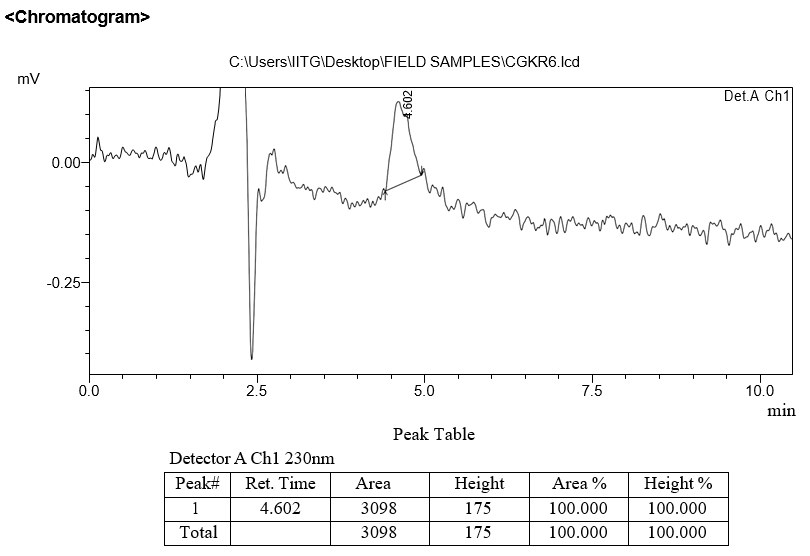 <Chromatogram>
C:\Users\IITG\Desktop\FIELD SAMPLES\CGKR6.lcd
mV
Det.A Ch1
4.602
0.00
-0.25
0.0 2.5 5.0 7.5 10.0
min
Peak Table
Detector A Ch1 230nm
Peak# Ret. Time Area Height Area % Height %
1 4.602 3098 175 100.000 100.000
Total 3098 175 100.000 100.000